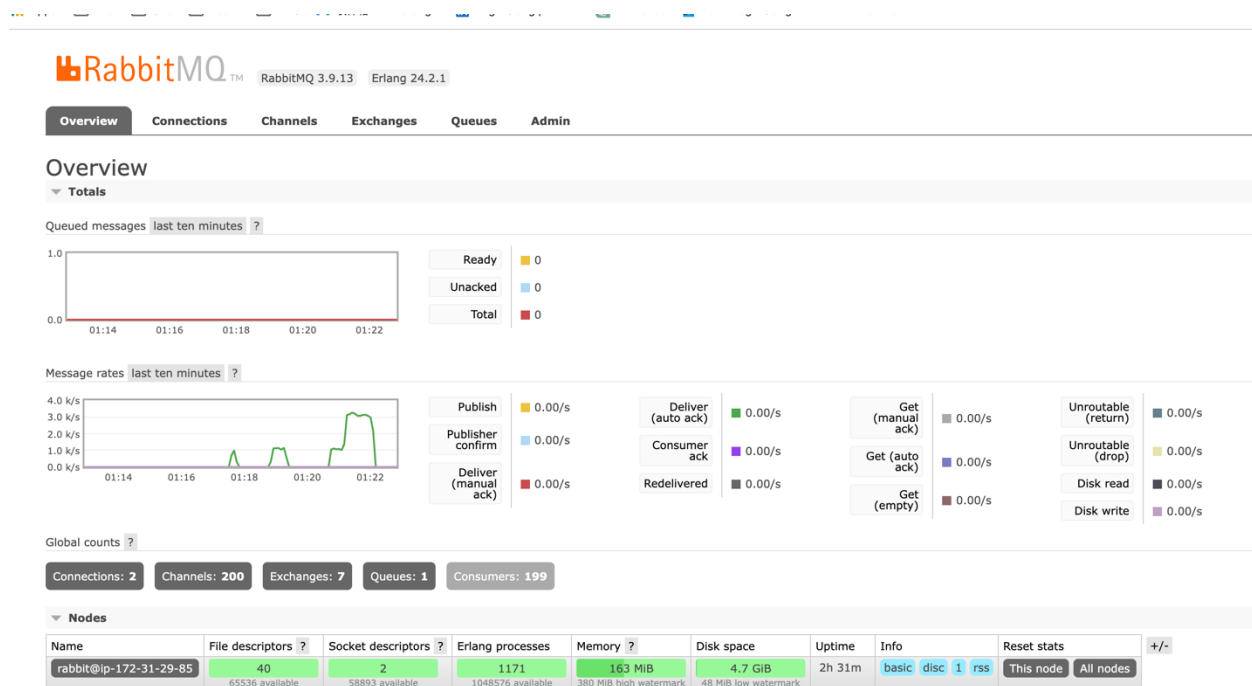 RabbitMQ TM RabbitMQ 3.9.13 Erlang 24.2.1
Overview Connections Channels Exchanges Queues Admin
Overview
Totals
Queued messages last ten minutes ?
1.0
0.0
01:14 01:16 01:18 01:20 01:22
Ready 0
Unacked 0
Total 0
Message rates last ten minutes ?
4.0 k/s
3.0 k/s
2.0 k/s
1.0 k/s
0.0 k/s
01:14 01:16 01:18 01:20 01:22
Publish 0.00/s
Publisher
confirm 0.00/s
Deliver
(manual
ack) 0.00/s
Deliver
(auto ack) 0.00/s
Consumer
ack 0.00/s
Redelivered 0.00/s
Get
(manual
ack) 0.00/s
Get (auto
ack) 0.00/s
Get
(empty) 0.00/s
Unroutable
(return) 0.00/s
Unroutable
(drop) 0.00/s
Disk read 0.00/s
Disk write 0.00/s
Global counts ?
Connections: 2 Channels: 200 Exchanges: 7 Queues: 1 Consumers: 199
Nodes
Name File descriptors ? Socket descriptors ? Erlang processes Memory ? Disk space Uptime Info Reset stats +/-
rabbit@ip-172-31-29-85 40 2 1171 163 MiB 4.7 GiB 2h 31m basic disc 1 rss This node All nodes
65536 available 58893 available 1048576 available 380 MiB high watermark 48 MiB low watermark